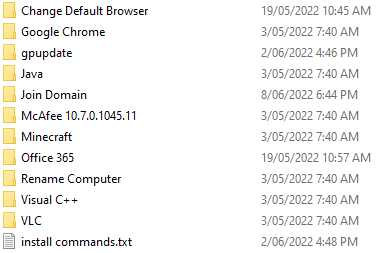 Change Default Browser 19/05/2022 10:45 AM
Google Chrome 3/05/2022 7:40 AM
gpupdate 2/06/2022 4:46 PM
Java 3/05/2022 7:40 AM
Join Domain 8/06/2022 6:44 PM
McAfee 10.7.0.1045.11 3/05/2022 7:40 AM
Minecraft 3/05/2022 7:40 AM
Office 365 19/05/2022 10:57 AM
Rename Computer 3/05/2022 7:40 AM
Visual C++ 3/05/2022 7:40 AM
VLC 3/05/2022 7:40 AM
install commands.txt 2/06/2022 4:48 PM